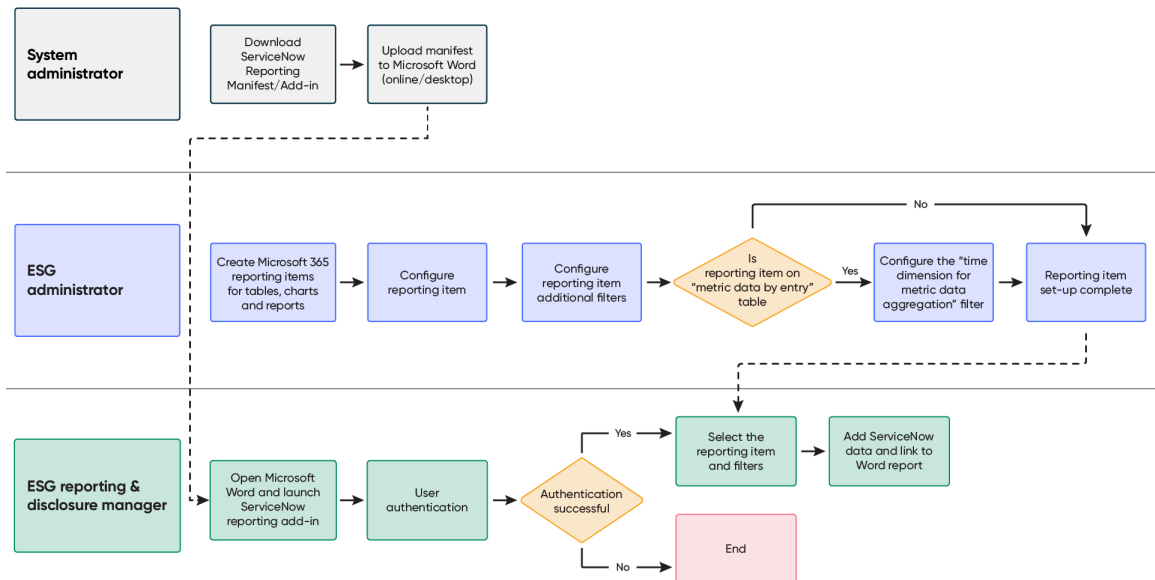 System
administrator
Download
ServiceNow
Reporting
Manifest/Add-in
Upload manifest
to Microsoft Word
(online/desktop)
No
ESG
administrator
Create Microsoft 365
reporting items
for tables, charts
and reports
Configure
reporting item
Configure
reporting item
additional filters
Is
reporting item on
“metric data by entry”
table
Yes
Configure the “time
dimension for
metric data
aggregation” filter
Reporting item
set-up complete
ESG reporting &
disclosure manager
Open Microsoft
Word and launch
ServiceNow
reporting add-in
User
authentication
Authentication
successful
Yes
Select the
reporting item
and filters
Add ServiceNow
data and link to
Word report
No
End